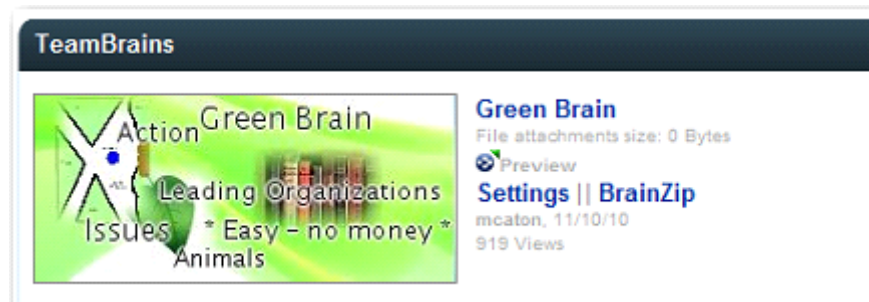 TeamBrains
Action
Green Brain
Leading Organizations
Issues
* Easy – no money *
Animals
Green Brain
File attachments size: 0 Bytes
Preview
Settings || BrainZip
mcaton, 11/10/10
919 Views